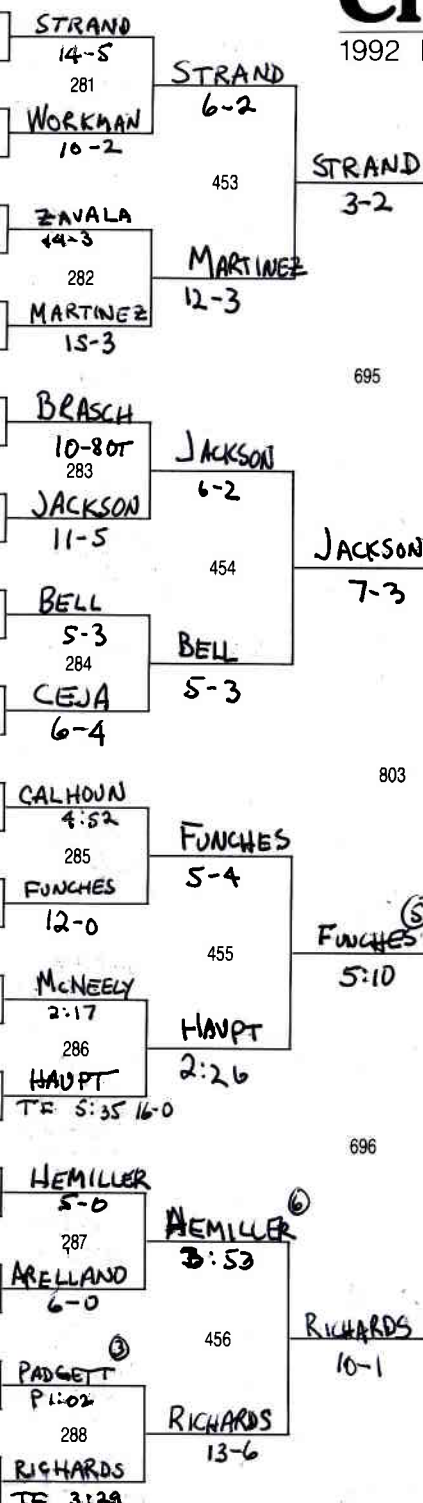 1992
STRAND
14-5
281
WORKMAN
10-2
STRAND
6-2
453
ZAVALA
14-3
282
MARTINEZ
15-3
MARTINEZ
12-3
STRAND
3-2
695
BRASCH
10-8 OT
283
JACKSON
11-5
JACKSON
6-2
454
BELL
5-3
284
CEJA
6-4
BELL
5-3
JACKSON
7-3
803
CALHOUN
4:52
285
FUNCHES
12-0
FUNCHES
5-4
455
MCNEELY
2:17
286
HAUPT
TF 5:35 16-0
HAUPT
2:26
FUNCHES 5
5:10
696
HEMILLER
5-0
287
ARELLANO
6-0
HEMILLER 6
3:53
456
PADGETT 3
P 1:02
288
RICHARDS
TF 3:29
RICHARDS
13-6
RICHARDS
10-1